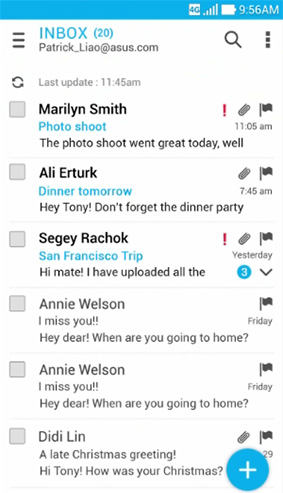 4G 9:56AM
INBOX (20)
Patrick_Liao@asus.com
Last update : 11:45am
Marilyn Smith
Photo shoot 11:05 am
The photo shoot went great today, well
Ali Erturk
Dinner tomorrow 7:45 am
Hey Tony! Don't forget the dinner party
Segey Rachok
San Francisco Trip Yesterday
Hi mate! I have uploaded all the 3
Annie Welson
I miss you!! Friday
Hey dear! When are you going to home?
Annie Welson
I miss you!! Friday
Hey dear! When are you going to home?
Didi Lin
A late Christmas greeting! 29
Hi Tony! How was your Christmas?